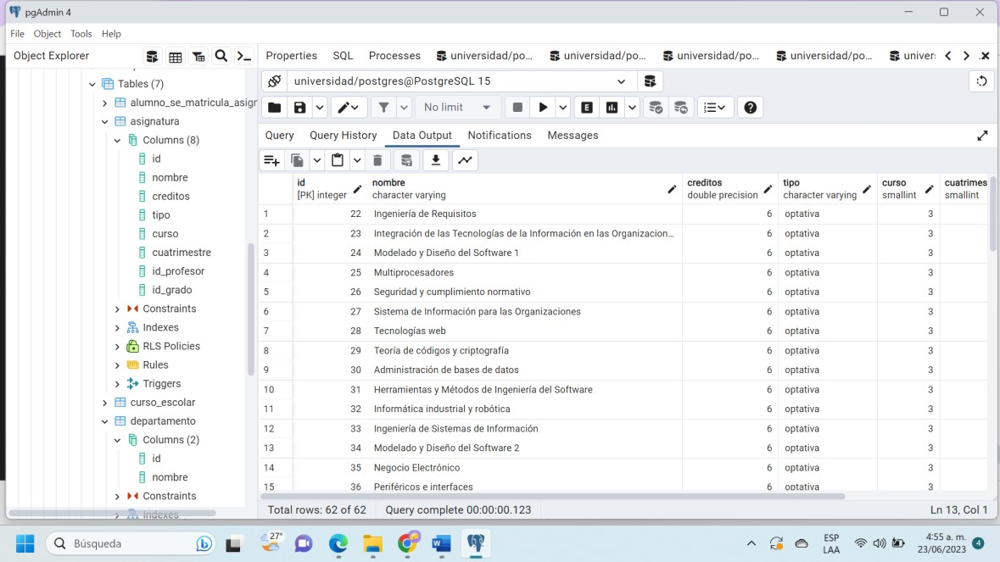 pgAdmin 4
File Object Tools Help
Object Explorer
Properties SQL Processes universidad/po... universidad/po... universidad/po... universidad/po... univer
Tables (7)
alumno_se_matricula_asigr
asignatura
Columns (8)
id
nombre
creditos
tipo
curso
cuatrimestre
id_profesor
id_grado
Constraints
Indexes
RLS Policies
Rules
Triggers
curso_escolar
departamento
Columns (2)
id
nombre
Constraints
Indexes
universidad/postgres@PostgreSQL 15
No limit
E
Query Query History Data Output Notifications Messages
id nombre creditos tipo curso cuatrimes
[PK] integer character varying double precision character varying smallint smallint
1 22 Ingeniería de Requisitos 6 optativa 3
2 23 Integración de las Tecnologías de la Información en las Organizacion... 6 optativa 3
3 24 Modelado y Diseño del Software 1 6 optativa 3
4 25 Multiprocesadores 6 optativa 3
5 26 Seguridad y cumplimiento normativo 6 optativa 3
6 27 Sistema de Información para las Organizaciones 6 optativa 3
7 28 Tecnologías web 6 optativa 3
8 29 Teoría de códigos y criptografía 6 optativa 3
9 30 Administración de bases de datos 6 optativa 3
10 31 Herramientas y Métodos de Ingeniería del Software 6 optativa 3
11 32 Informática industrial y robótica 6 optativa 3
12 33 Ingeniería de Sistemas de Información 6 optativa 3
13 34 Modelado y Diseño del Software 2 6 optativa 3
14 35 Negocio Electrónico 6 optativa 3
15 36 Periféricos e interfaces 6 optativa 3
Total rows: 62 of 62 Query complete 00:00:00.123 Ln 13, Col 1
Búsqueda
27°
ESP
LAA
4:55 a. m.
23/06/2023
4